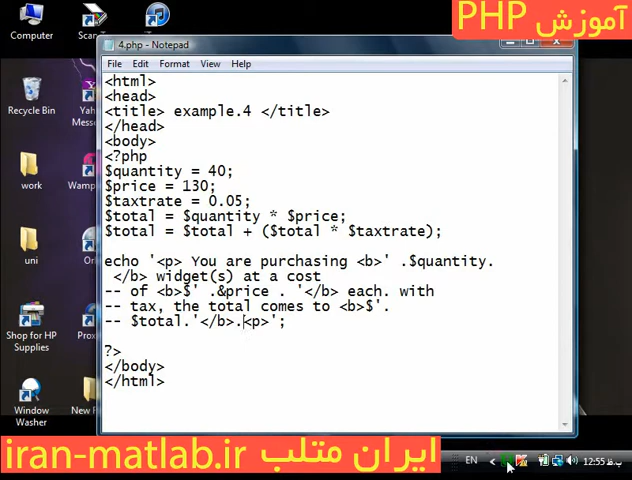 آموزش PHP
Computer
Scan
4.php - Notepad
File Edit Format View Help
<html>
<head>
<title> example.4 </title>
</head>
<body>
<?php
$quantity = 40;
$price = 130;
$taxtrate = 0.05;
$total = $quantity * $price;
$total = $total + ($total * $taxtrate);
echo '<p> You are purchasing <b>' .$quantity.
</b> widget(s) at a cost
-- of <b>$' .&price . '</b> each. with
-- tax, the total comes to <b>$'.
-- $total.'</b>.<p>';
?>
</body>
</html>
Recycle Bin
work
uni
Shop for HP
Supplies
Window
Washer
iran-matlab.ir ایران متلب
EN
12:55 ب.ظ